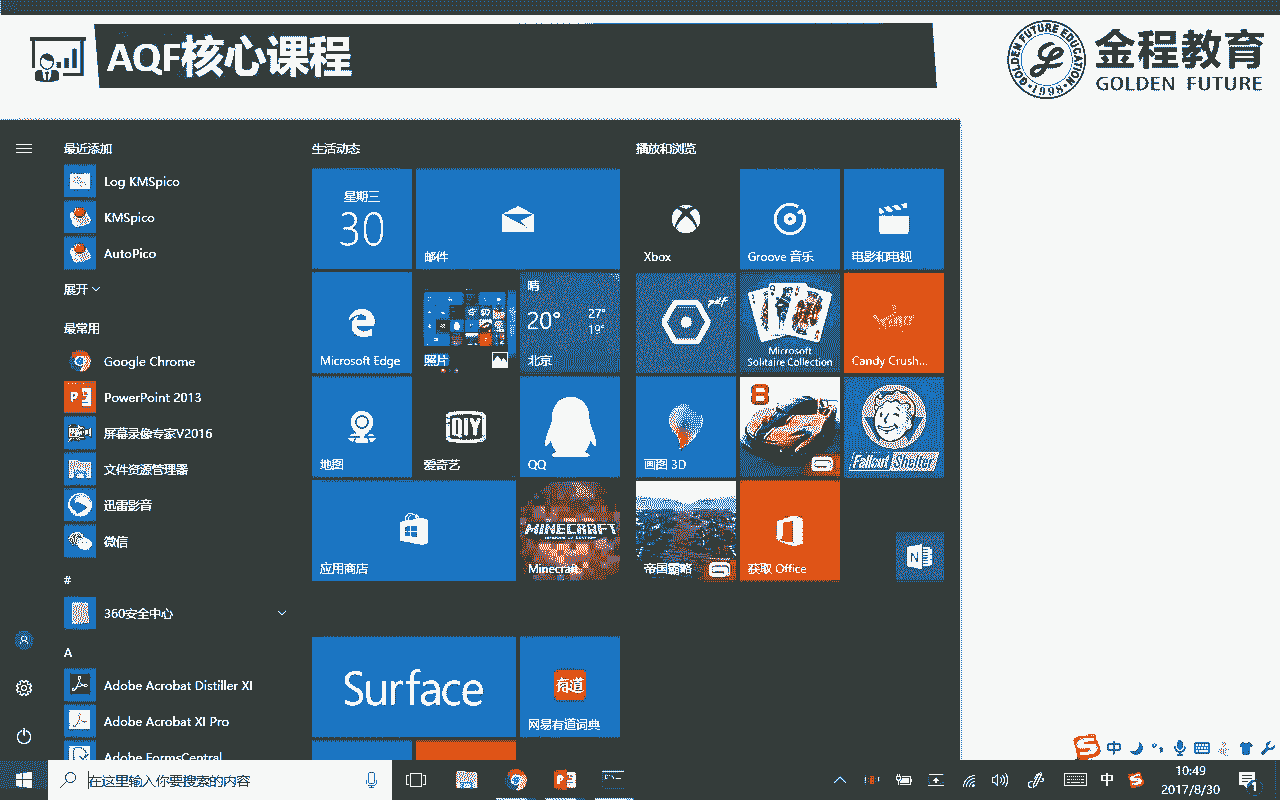 AQF核心课程
GOLDEN FUTURE EDUCATION
1998
金程教育
GOLDEN FUTURE
最近添加
Log KMSpico
KMSpico
AutoPico
展开
最常用
Google Chrome
PowerPoint 2013
屏幕录像专家V2016
文件资源管理器
迅雷影音
微信
#
360安全中心
A
Adobe Acrobat Distiller XI
Adobe Acrobat XI Pro
Adobe FormsCentral
生活动态
星期三
30
邮件
Microsoft Edge
照片
晴
20°
27°
19°
北京
地图
QIY
爱奇艺
QQ
应用商店
MINECRAFT
Minecraft
Surface
有道
网易有道词典
播放和浏览
Xbox
Groove 音乐
电影和电视
Microsoft
Solitaire Collection
Candy Crush...
画图 3D
8
Fallout Shelter
帝国霸略
获取 Office
N
中
在这里输入你要搜索的内容
中
10:49
2017/8/30
1